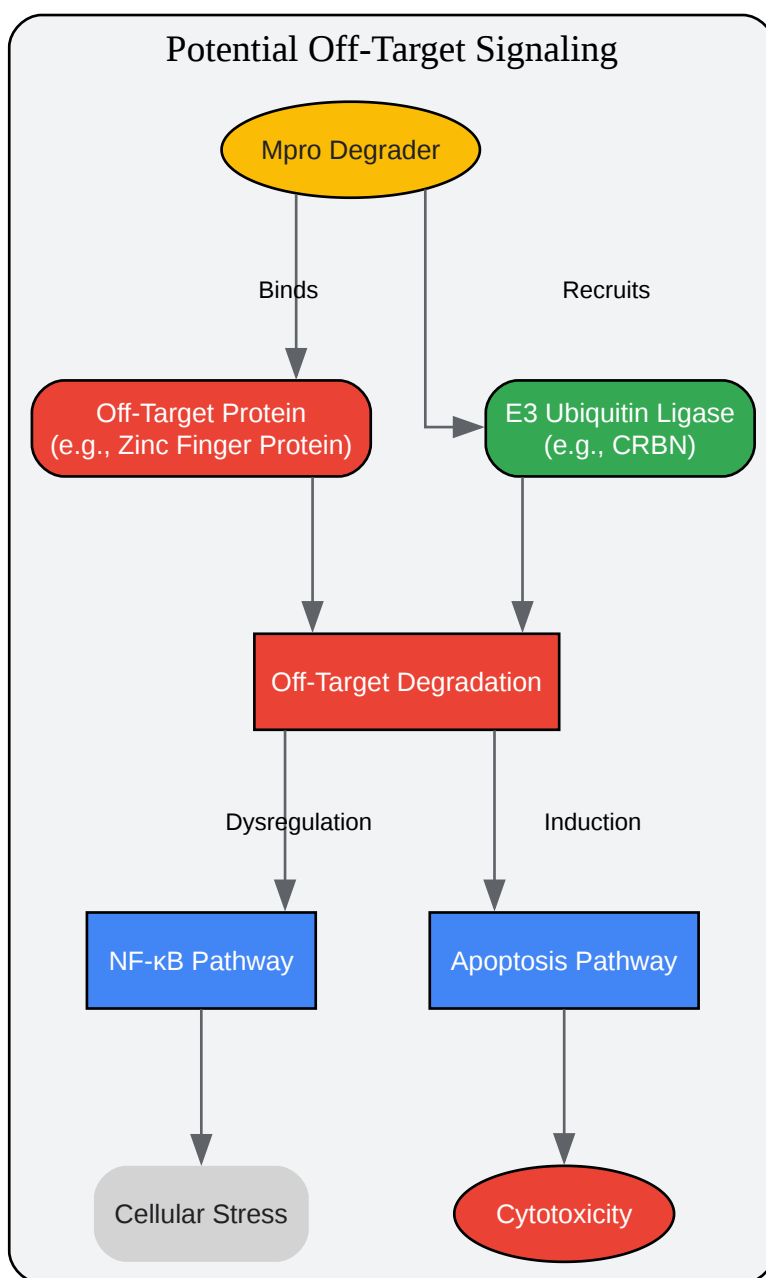 Potential Off-Target Signaling
Mpro Degrader
Binds
Recruits
Off-Target Protein
(e.g., Zinc Finger Protein)
E3 Ubiquitin Ligase
(e.g., CRBN)
Off-Target Degradation
Dysregulation
Induction
NF-κB Pathway
Apoptosis Pathway
Cellular Stress
Cytotoxicity